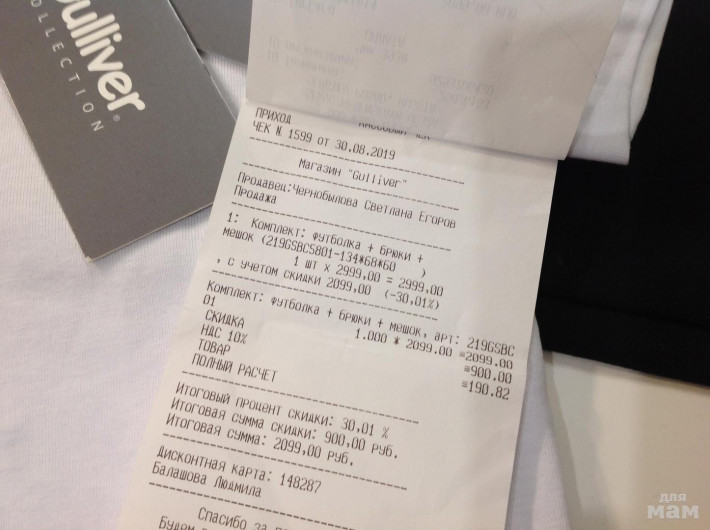 Gulliver®
COLLECTION
ПРИХОД КАССОВЫЙ ЧЕК
ЧЕК N 1599 от 30.08.2019
Магазин "Gulliver"
Продавец:Чернобылова Светлана Егоров
Продажа
1: Комплект: футболка + брюки +
мешок (219GSBC5801-134*68*60 )
1 шт x 2999,00 = 2999,00
, с учетом скидки 2099,00 (-30,01%)
Комплект: футболка + брюки + мешок, арт: 219GSBC
01
1.000 * 2099.00 =2099.00
СКИДКА =900.00
НДС 10% =190.82
ТОВАР
ПОЛНЫЙ РАСЧЕТ
Итоговый процент скидки: 30,01 %
Итоговая сумма скидки: 900,00 руб.
Итоговая сумма: 2099,00 руб.
Дисконтная карта: 148287
Балашова Людмила
Спасибо за
Будем
для
мам